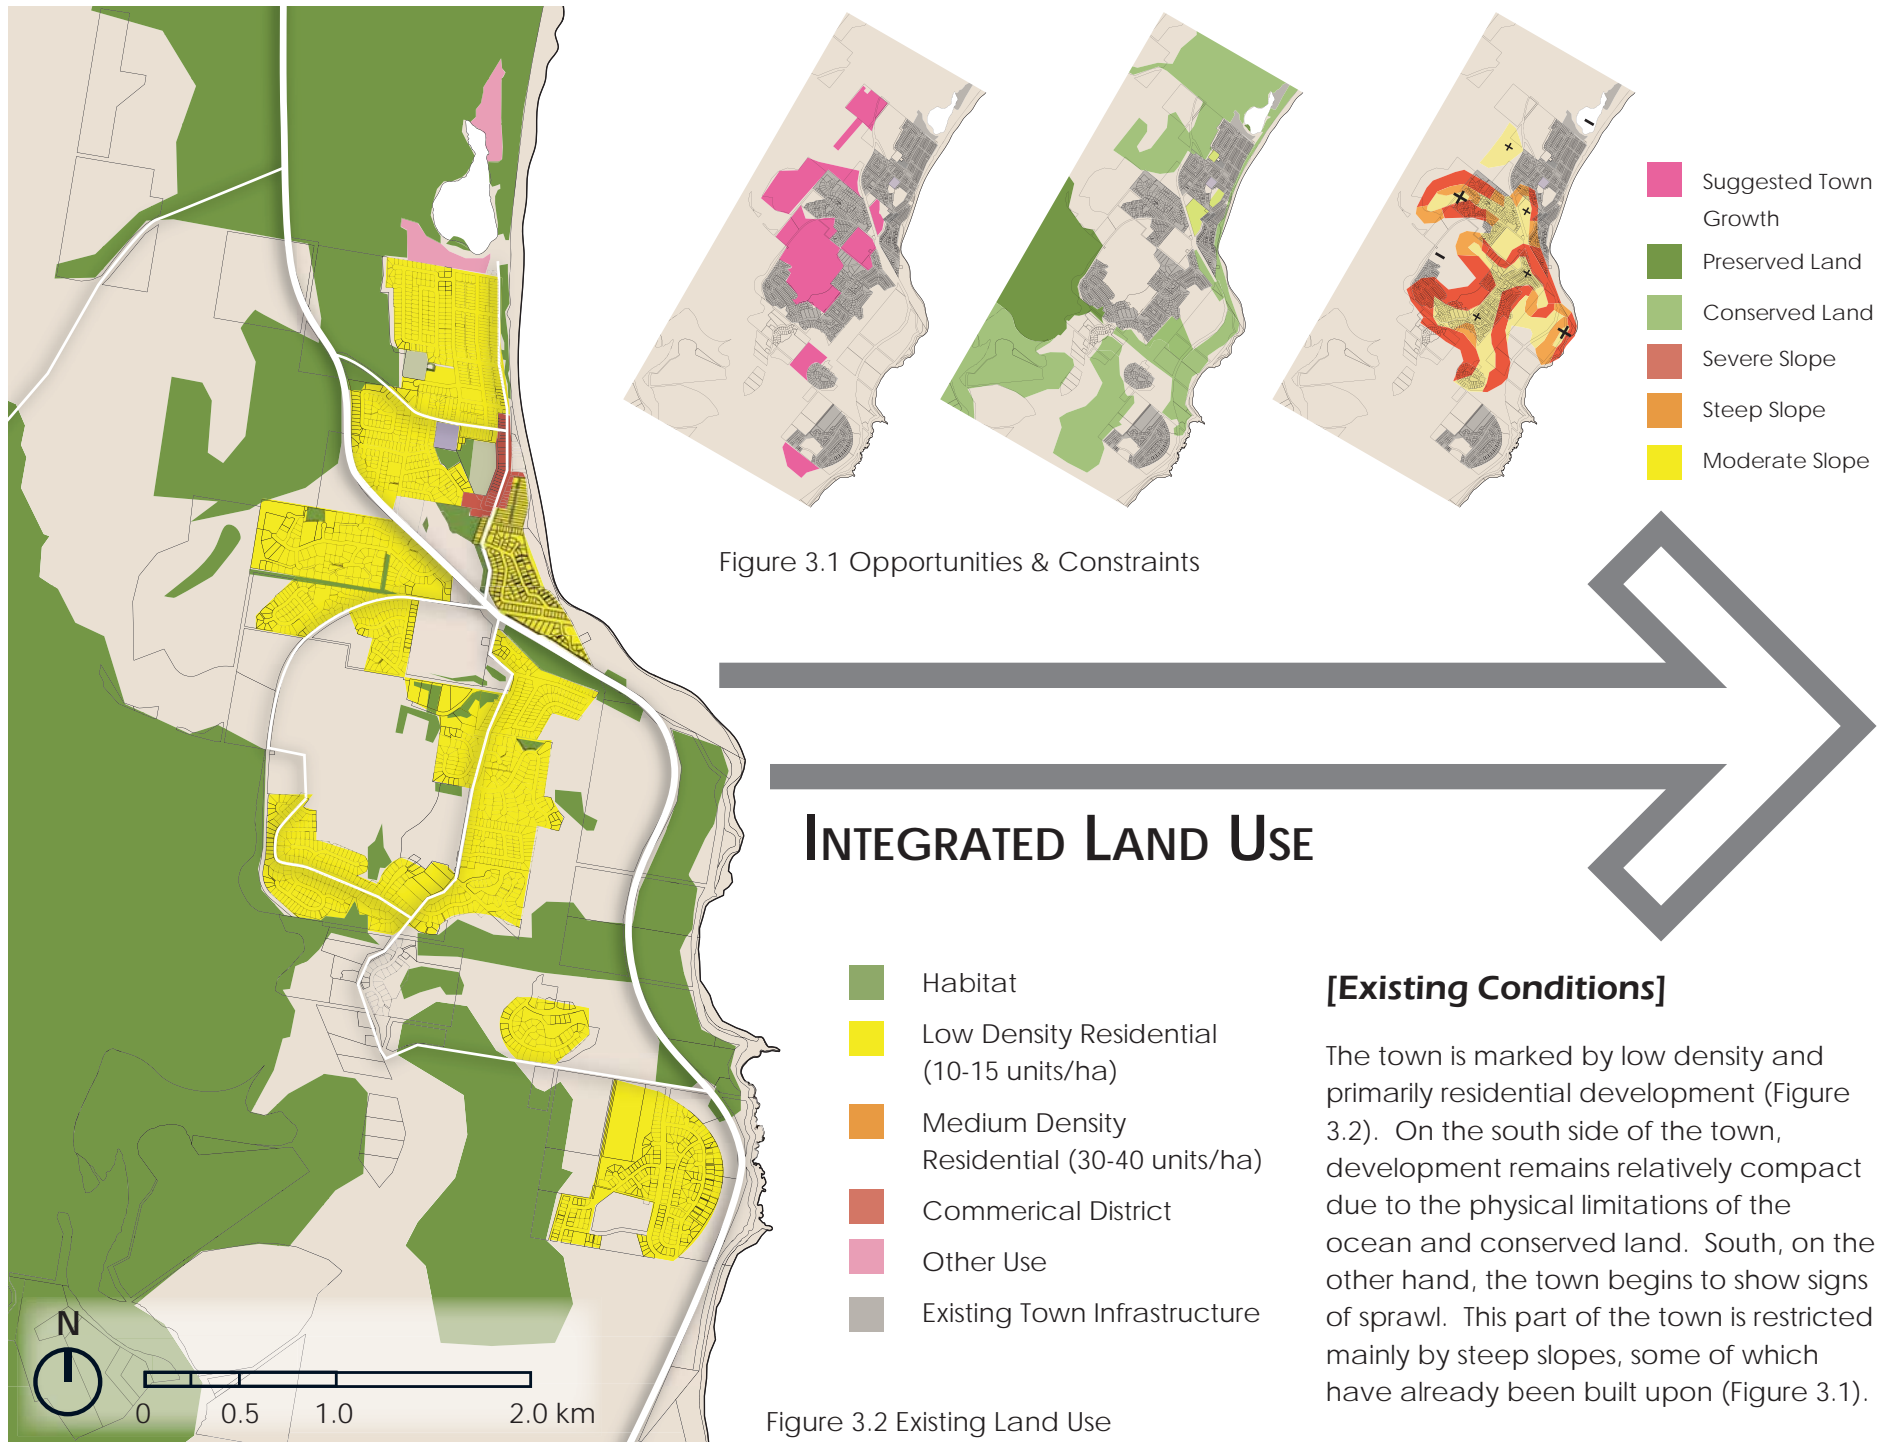 Suggested Town
Growth
Preserved Land
Conserved Land
Severe Slope
Steep Slope
Moderate Slope
Figure 3.1 Opportunities & Constraints
INTEGRATED LAND USE
Habitat
Low Density Residential
(10-15 units/ha)
Medium Density
Residential (30-40 units/ha)
Commerical District
Other Use
Existing Town Infrastructure
N
0 0.5 1.0 2.0 km
Figure 3.2 Existing Land Use
[Existing Conditions]
The town is marked by low density and
primarily residential development (Figure
3.2).  On the south side of the town,
development remains relatively compact
due to the physical limitations of the
ocean and conserved land.  South, on the
other hand, the town begins to show signs
of sprawl.  This part of the town is restricted
mainly by steep slopes, some of which
have already been built upon (Figure 3.1).